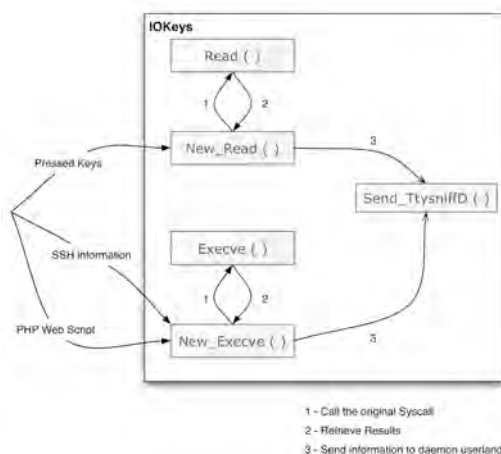 IOKeys
Read ( )
1
2
New_Read ( )
3
Pressed Keys
Send_TtysniffD ( )
Execve ( )
SSH information
1
2
PHP Web Script
New_Execve ( )
3
1 - Call the original Syscall
2 - Retrieve Results
3 - Send information to daemon userland